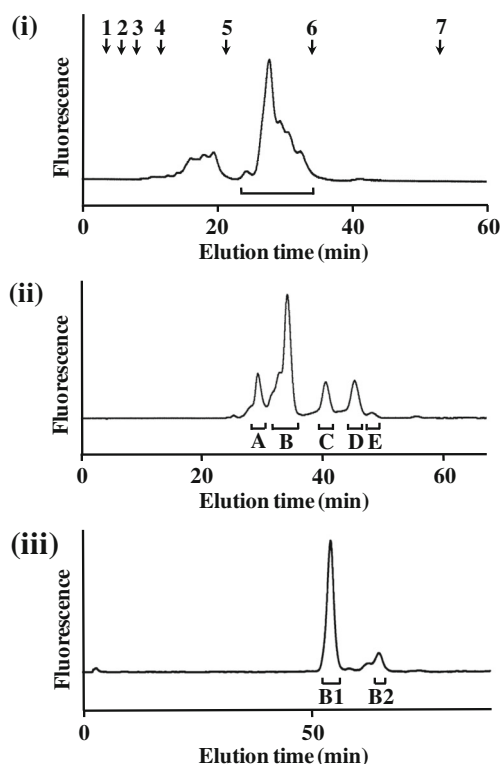 (i)
1 2 3 4 5 6 7
Fluorescence
0 20 40 60
Elution time (min)
(ii)
Fluorescence
A B C D E
0 20 40 60
Elution time (min)
(iii)
Fluorescence
B1 B2
0 50
Elution time (min)